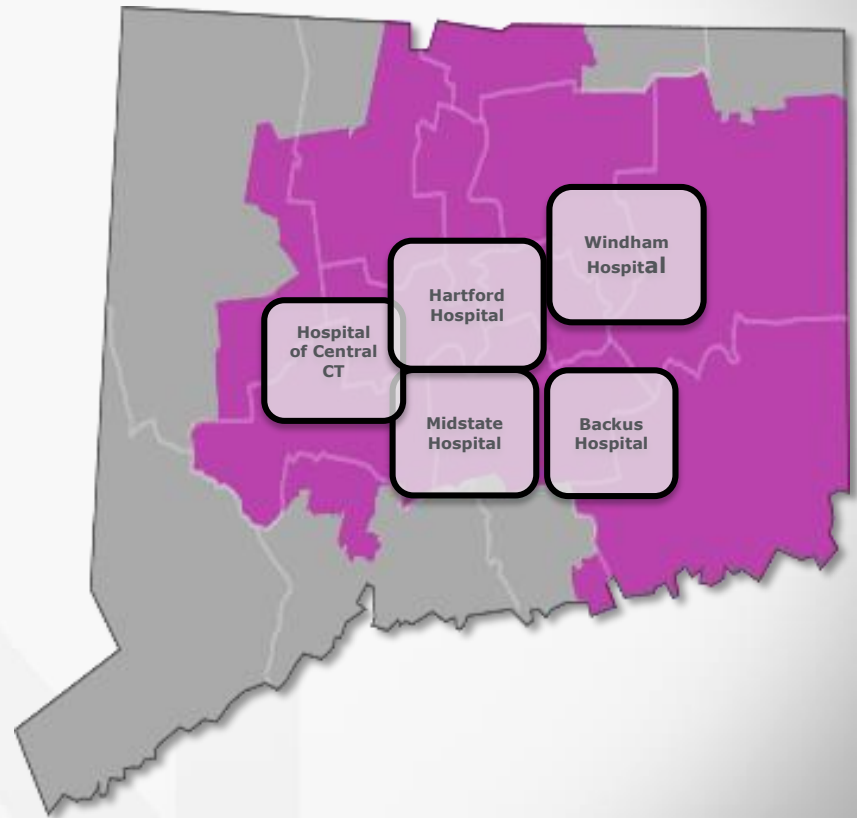 Windham
Hospital
Hartford
Hospital
Hospital
of Central
CT
Midstate
Hospital
Backus
Hospital